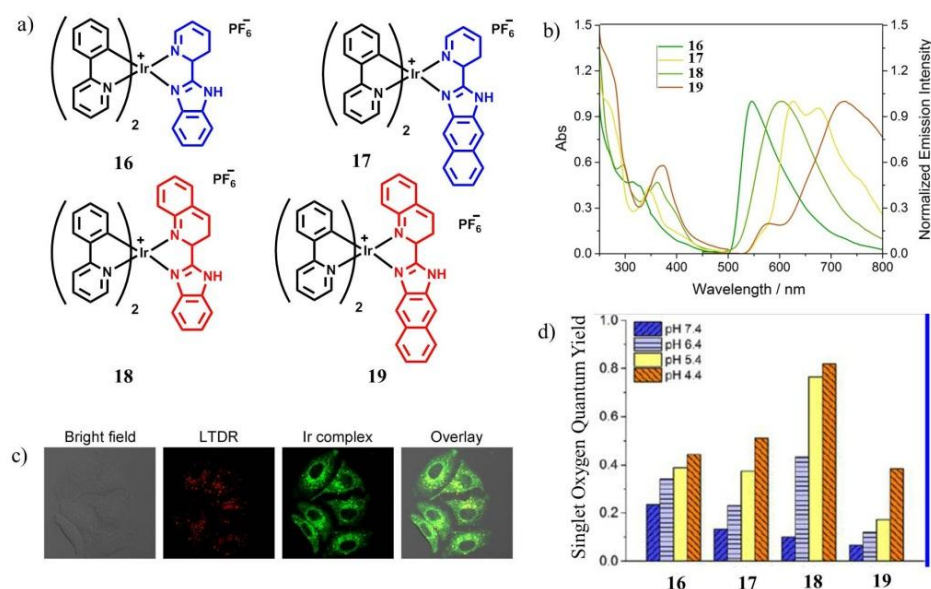 a)
PF6−
+
Ir
N
N
N
N
NH
2
16
PF6−
+
Ir
N
N
N
N
NH
2
17
PF6−
+
Ir
N
N
N
N
NH
2
18
PF6−
+
Ir
N
N
N
N
NH
2
19
b)
16
17
18
19
Abs
1.5
1.2
0.9
0.6
0.3
0.0
Normalized Emission Intensity
1.5
1.2
0.9
0.6
0.3
0.0
300 400 500 600 700 800
Wavelength / nm
c)
Bright field LTDR Ir complex Overlay
d)
Singlet Oxygen Quantum Yield
1.0
0.8
0.6
0.4
0.2
0.0
pH 7.4
pH 6.4
pH 5.4
pH 4.4
16 17 18 19